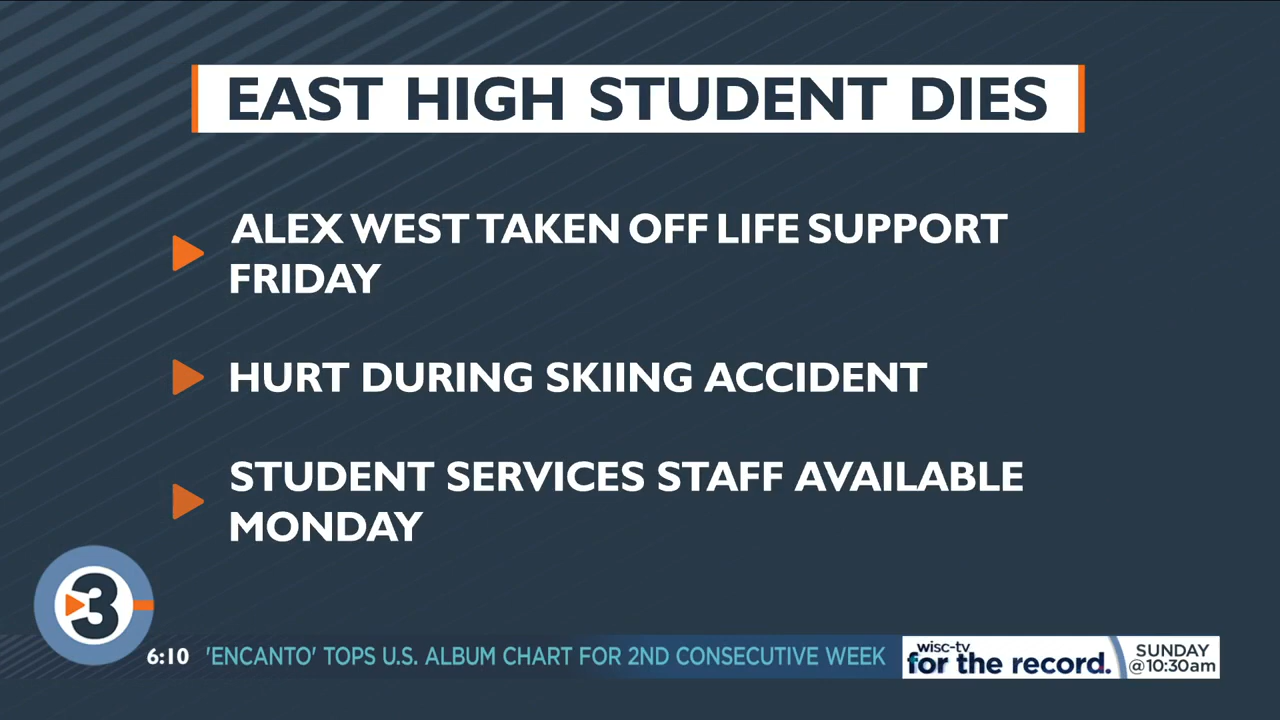 EAST HIGH STUDENT DIES
ALEX WEST TAKEN OFF LIFE SUPPORT
FRIDAY
HURT DURING SKIING ACCIDENT
STUDENT SERVICES STAFF AVAILABLE
MONDAY
3
6:10 'ENCANTO' TOPS U.S. ALBUM CHART FOR 2ND CONSECUTIVE WEEK
wisc-tv
for the record.
SUNDAY
@10:30am